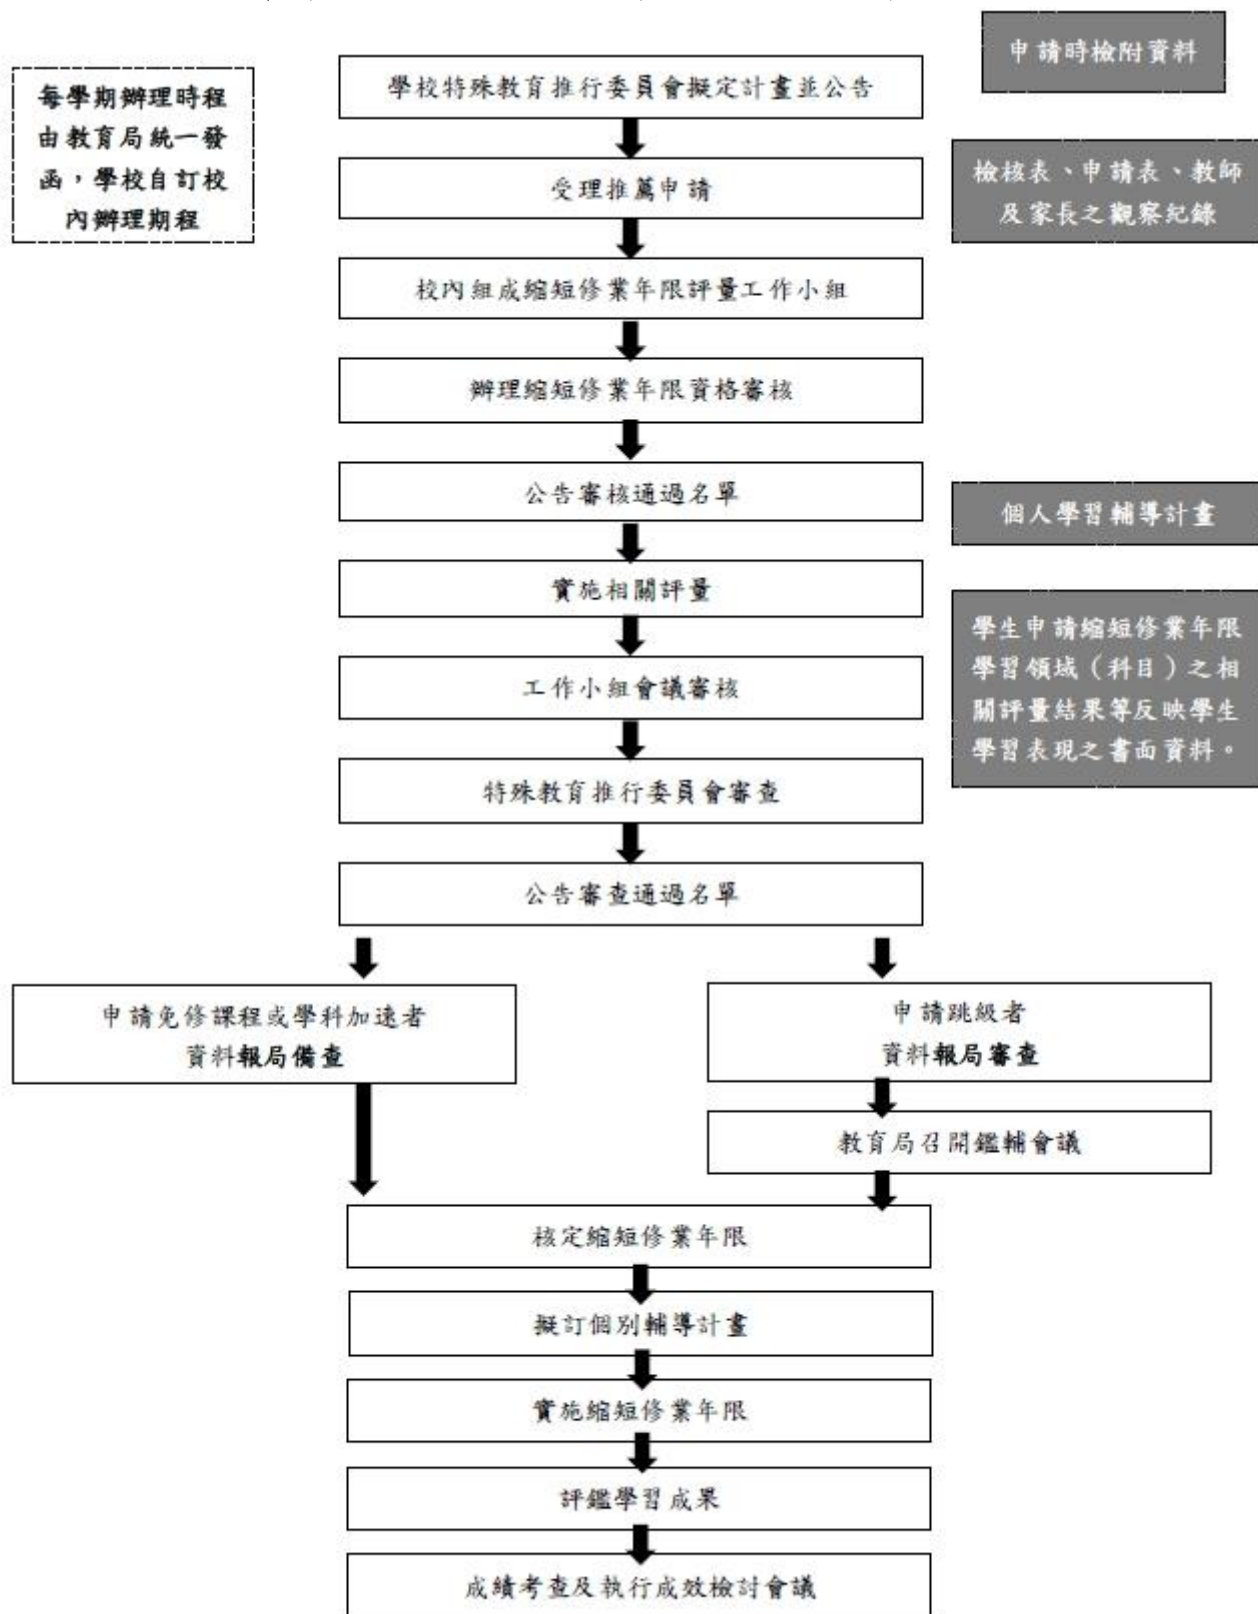 申請時檢附資料
每學期辦理時程
由教育局統一發
函，學校自訂校
內辦理期程
學校特殊教育推行委員會擬定計畫並公告
檢核表、申請表、教師
及家長之觀察紀錄
受理推薦申請
校內組成縮短修業年限評量工作小組
辦理縮短修業年限資格審核
公告審核通過名單
個人學習輔導計畫
實施相關評量
學生申請縮短修業年限
學習領域（科目）之相
關評量結果等反映學生
學習表現之書面資料。
工作小組會議審核
特殊教育推行委員會審查
公告審查通過名單
申請免修課程或學科加速者
資料報局備查
申請跳級者
資料報局審查
教育局召開鑑輔會議
核定縮短修業年限
擬訂個別輔導計畫
實施縮短修業年限
評鑑學習成果
成績考查及執行成效檢討會議